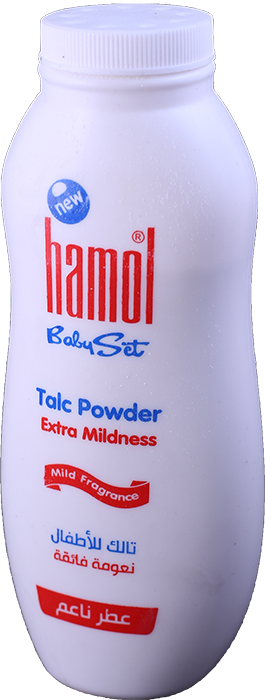 new
hamol®
Baby Set
Talc Powder
Extra Mildness
Mild Fragrance
تالك للأطفال
نعومة فائقة
عطر ناعم